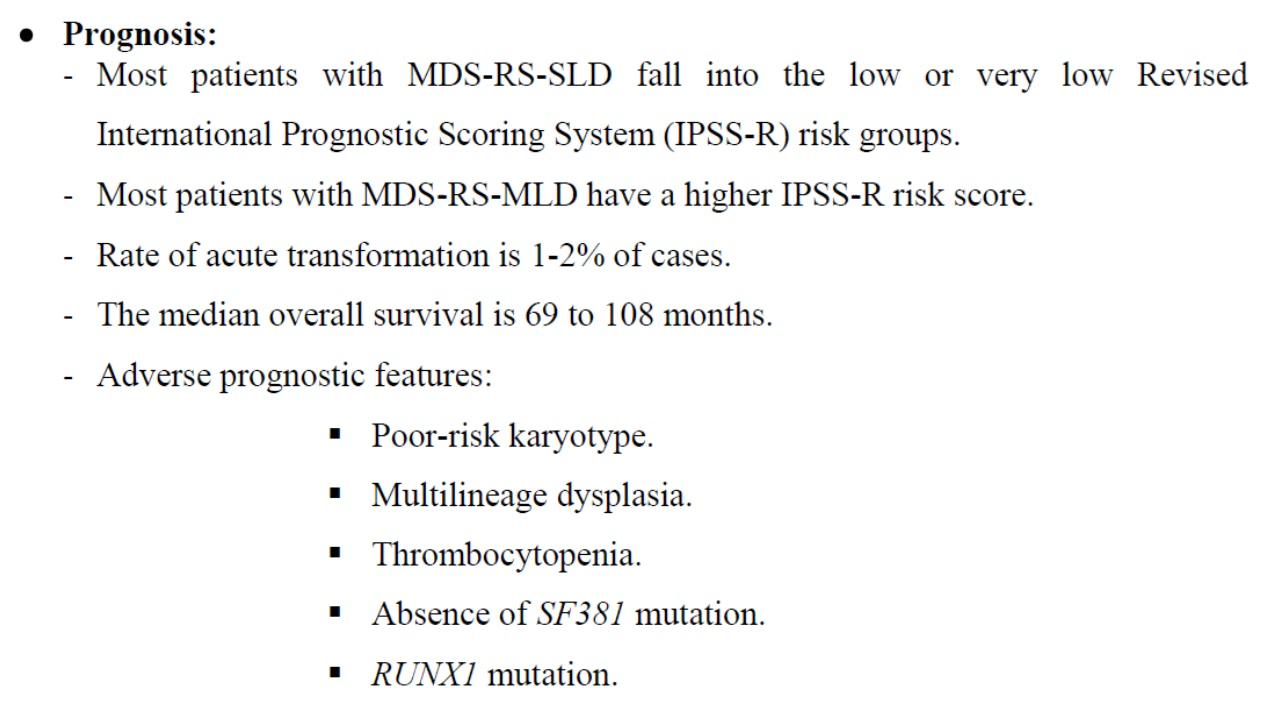 • Prognosis:
- Most patients with MDS-RS-SLD fall into the low or very low Revised
International Prognostic Scoring System (IPSS-R) risk groups.
- Most patients with MDS-RS-MLD have a higher IPSS-R risk score.
- Rate of acute transformation is 1-2% of cases.
- The median overall survival is 69 to 108 months.
- Adverse prognostic features:
▪ Poor-risk karyotype.
▪ Multilineage dysplasia.
▪ Thrombocytopenia.
▪ Absence of SF381 mutation.
▪ RUNX1 mutation.